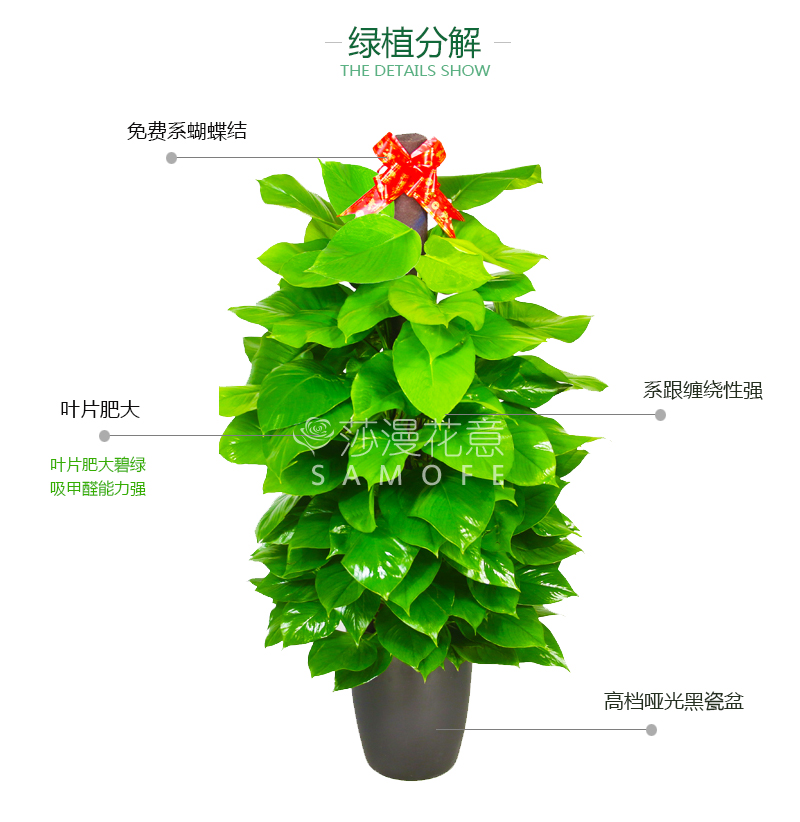 绿植分解
THE DETAILS SHOW
免费系蝴蝶结
系跟缠绕性强
叶片肥大
莎漫花意
SAMOFE
叶片肥大碧绿
吸甲醛能力强
高档哑光黑瓷盆